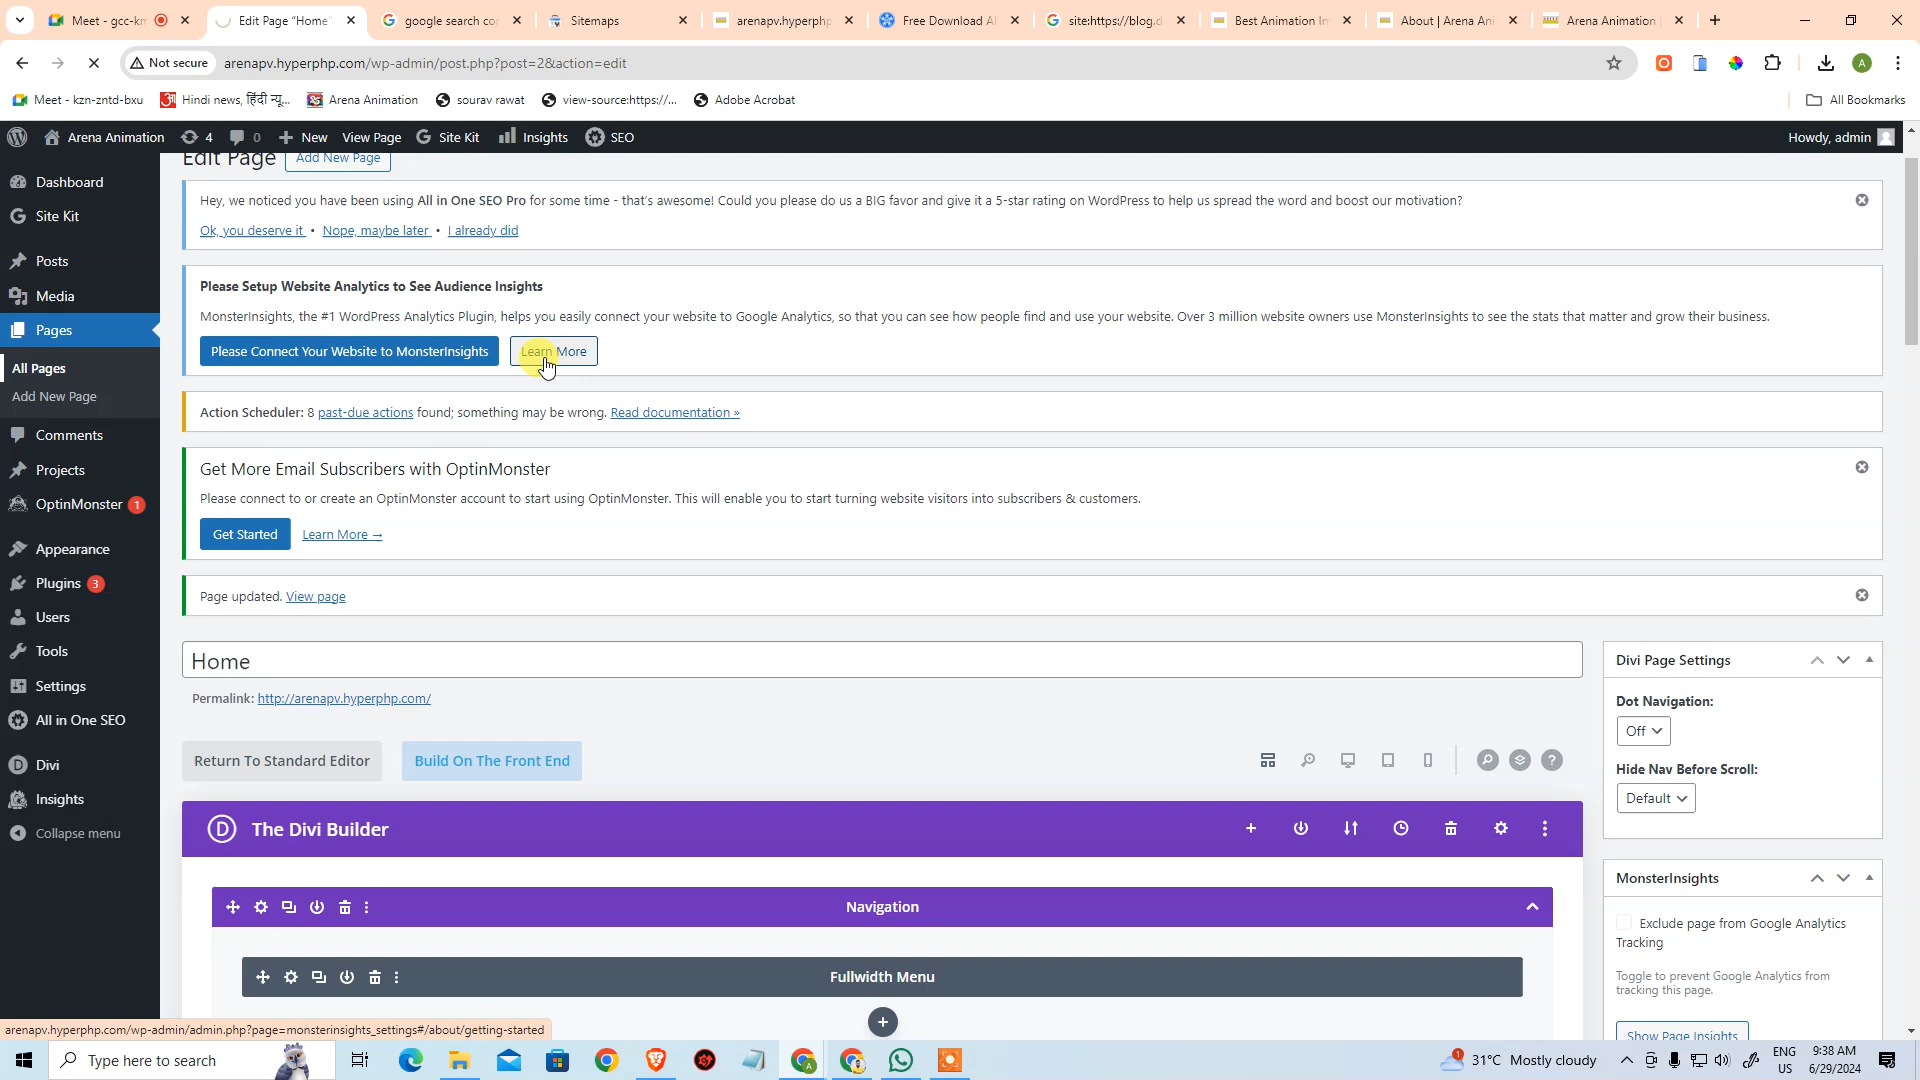 Meet - gcc-km
Edit Page “Home”
google search co
Sitemaps
arenapv.hyperphp
Free Download A
site:https://blog.d
Best Animation In
About | Arena Ani
Arena Animation
Not secure
arenapv.hyperphp.com/wp-admin/post.php?post=2&action=edit
A
Meet - kzn-zntd-bxu
Hindi news, हिंदी न्यू...
Arena Animation
sourav rawat
view-source:https://...
Adobe Acrobat
All Bookmarks
Arena Animation
4
0
New
View Page
Site Kit
Insights
SEO
Howdy, admin
Dashboard
Site Kit
Posts
Media
Pages
All Pages
Add New Page
Comments
Projects
OptinMonster 1
Appearance
Plugins 3
Users
Tools
Settings
All in One SEO
Divi
Insights
Collapse menu
Edit Page
Add New Page
Hey, we noticed you have been using All in One SEO Pro for some time - that’s awesome! Could you please do us a BIG favor and give it a 5-star rating on WordPress to help us spread the word and boost our motivation?
Ok, you deserve it • Nope, maybe later • I already did
Please Setup Website Analytics to See Audience Insights
MonsterInsights, the #1 WordPress Analytics Plugin, helps you easily connect your website to Google Analytics, so that you can see how people find and use your website. Over 3 million website owners use MonsterInsights to see the stats that matter and grow their business.
Please Connect Your Website to MonsterInsights
Learn More
Action Scheduler: 8 past-due actions found; something may be wrong. Read documentation »
Get More Email Subscribers with OptinMonster
Please connect to or create an OptinMonster account to start using OptinMonster. This will enable you to start turning website visitors into subscribers & customers.
Get Started
Learn More →
Page updated. View page
Home
Permalink: http://arenapv.hyperphp.com/
Return To Standard Editor
Build On The Front End
?
D
The Divi Builder
Navigation
Fullwidth Menu
Divi Page Settings
Dot Navigation:
Off
Hide Nav Before Scroll:
Default
MonsterInsights
Exclude page from Google Analytics
Tracking
Toggle to prevent Google Analytics from
tracking this page.
Show Page Insights
arenapv.hyperphp.com/wp-admin/admin.php?page=monsterinsights_settings#/about/getting-started
Type here to search
1
31°C Mostly cloudy
ENG
US
9:38 AM
6/29/2024